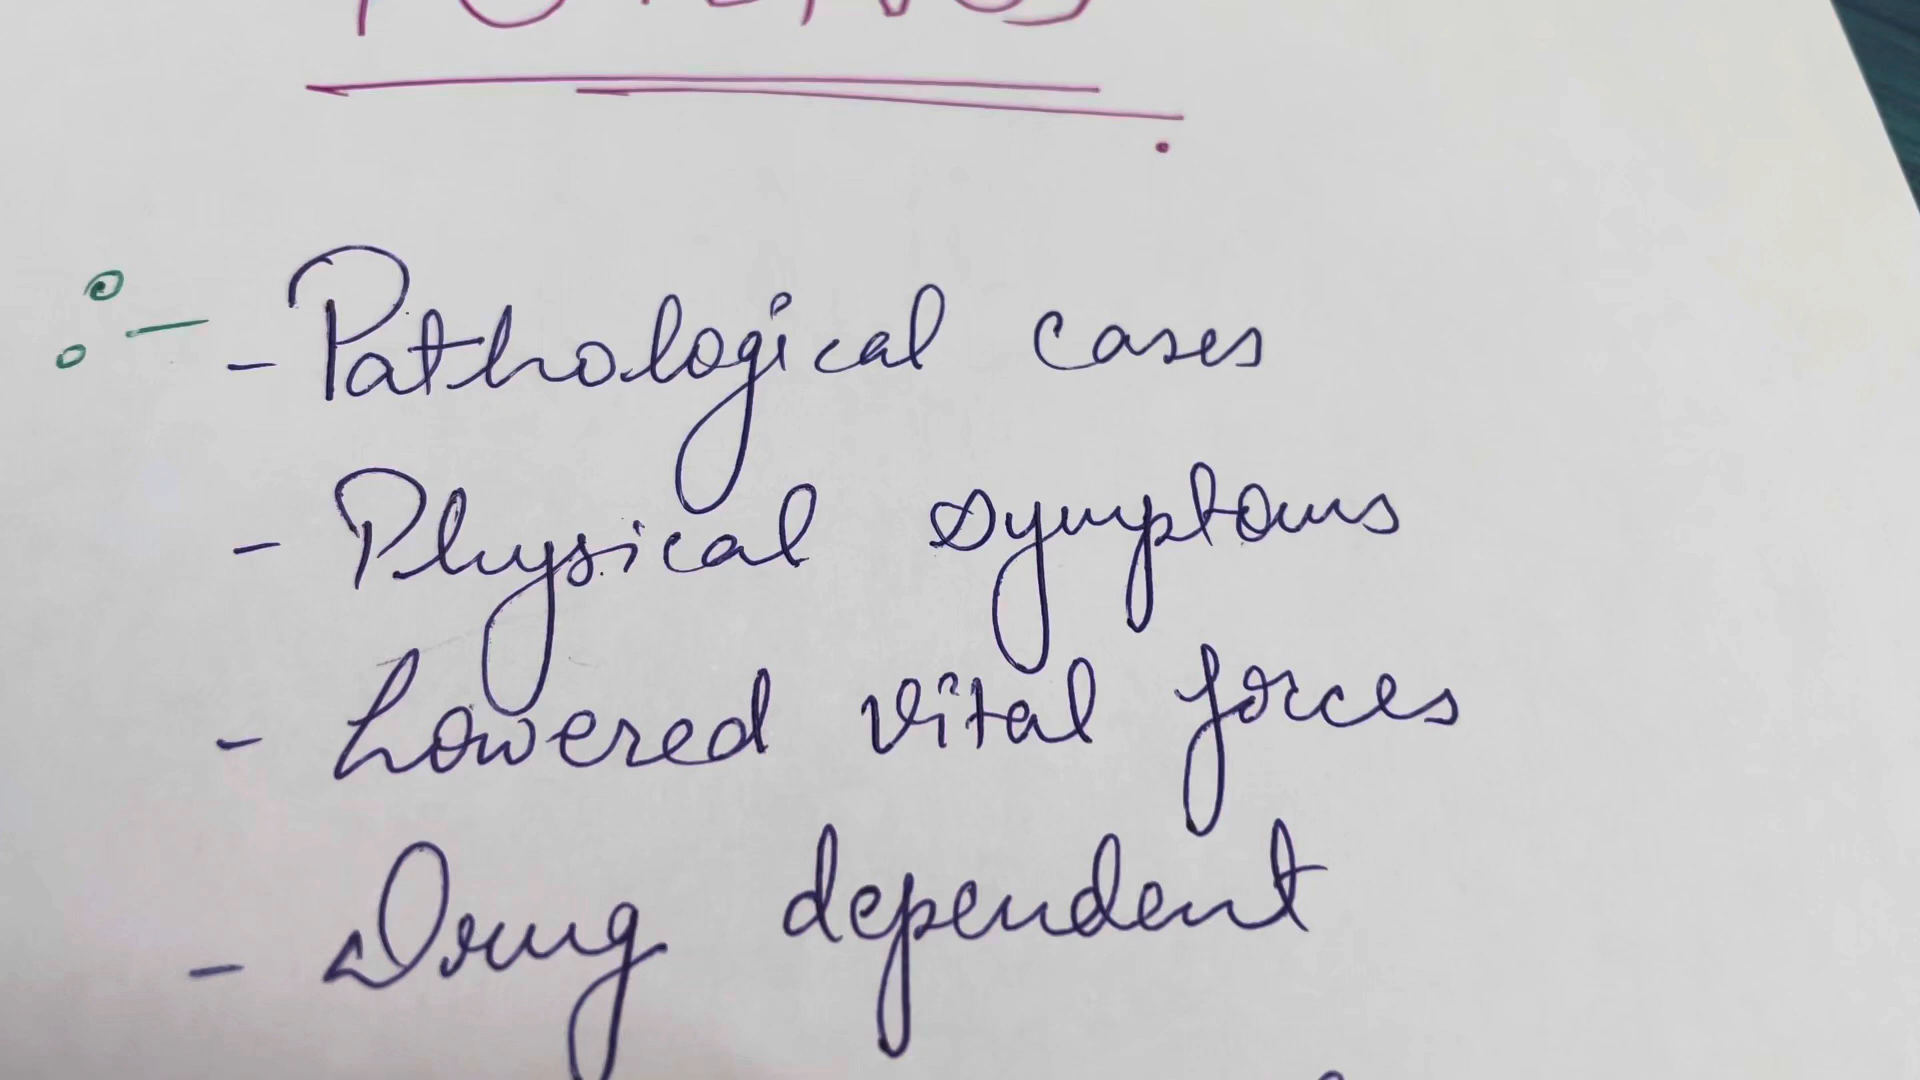 - Pathological cases
- Physical symptoms
- Lowered vital forces
- Drug dependent